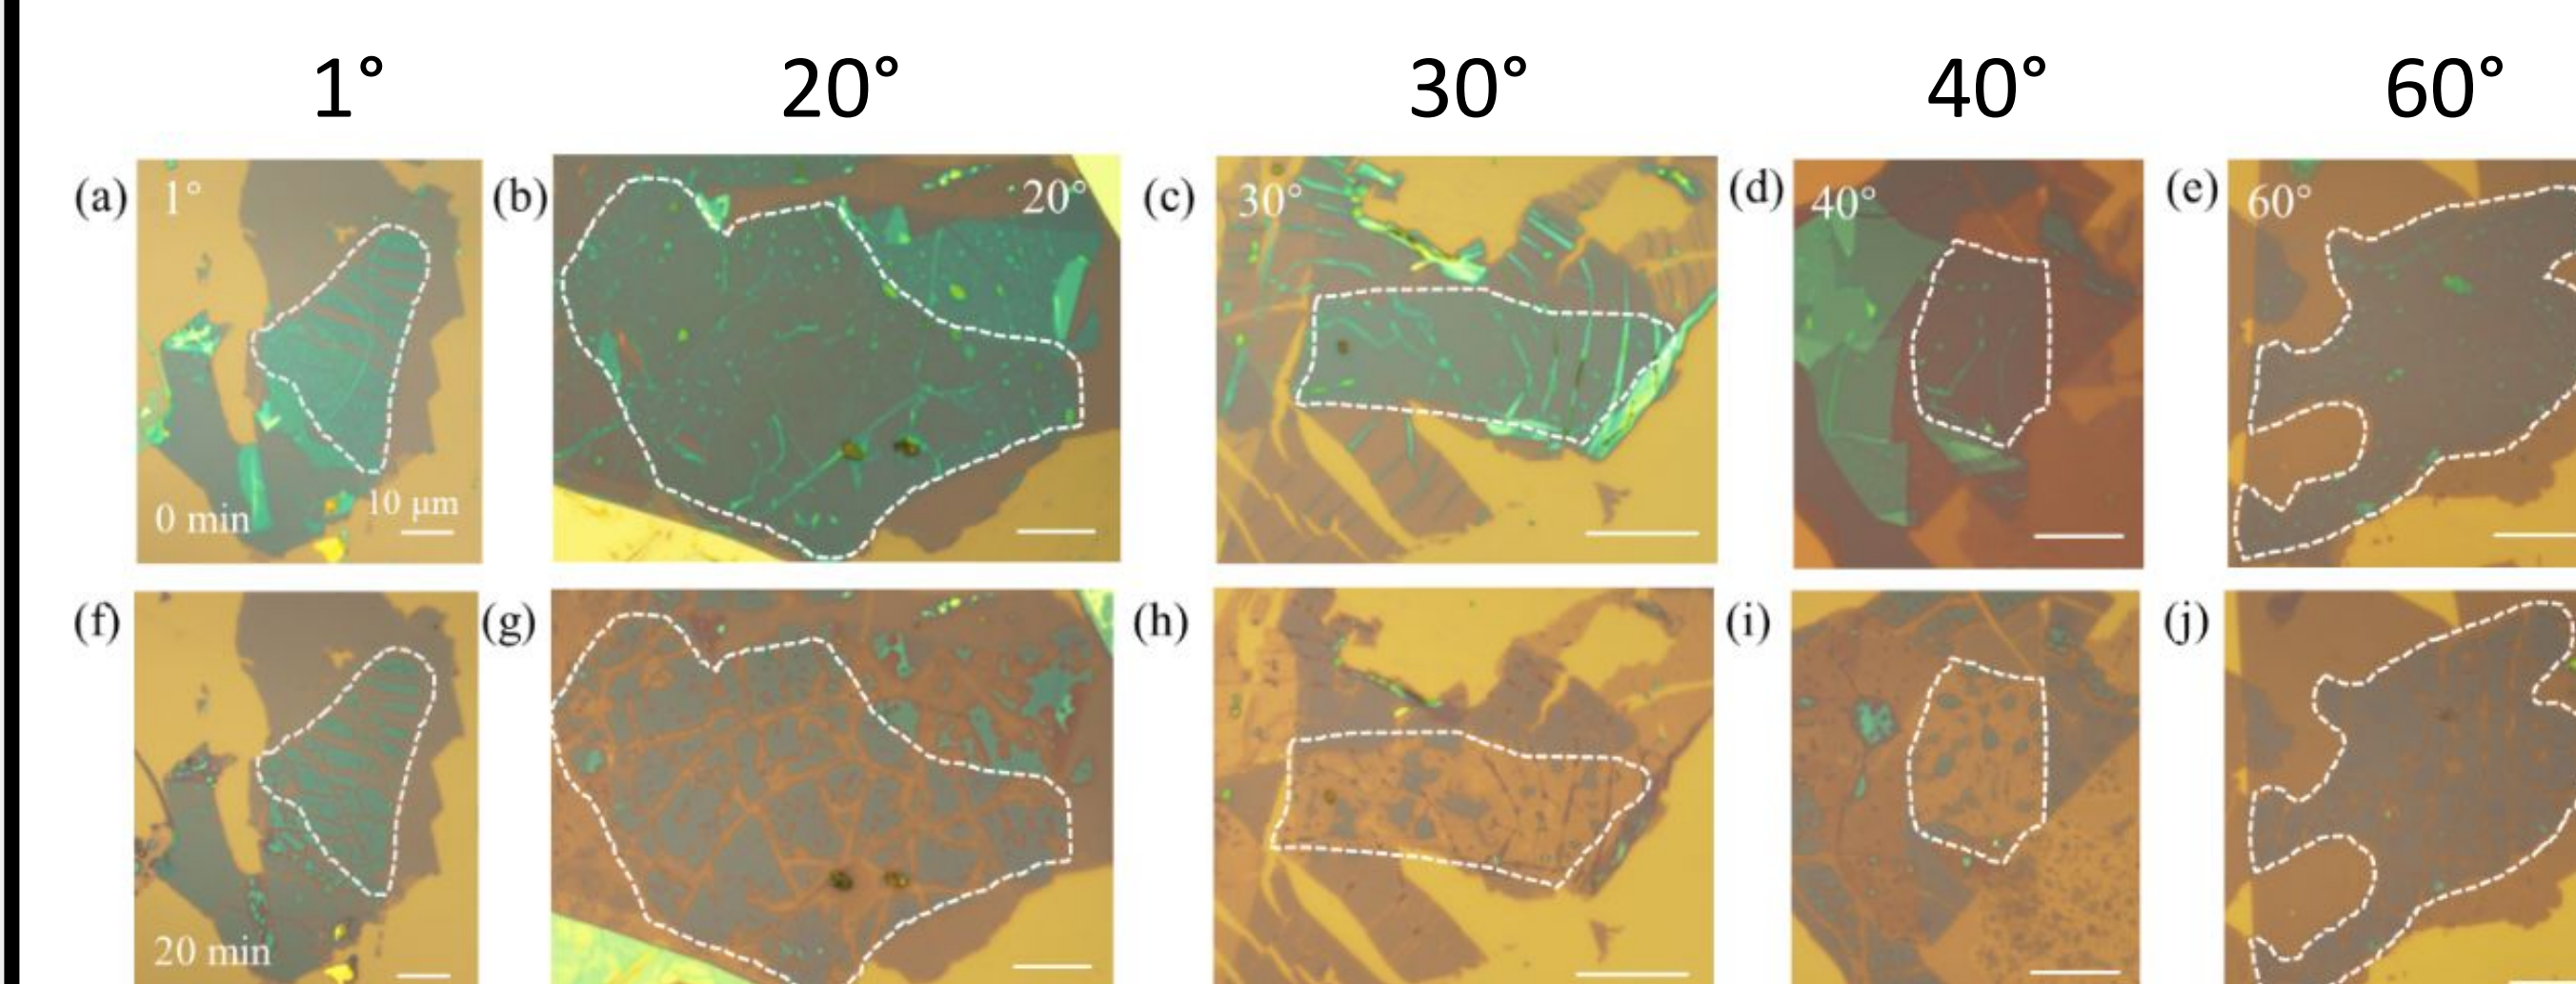 1° 20° 30° 40° 60°
(a) 1° (b) 20° (c) 30° (d) 40° (e) 60°
0 min 10 μm
(f) (g) (h) (i) (j)
20 min